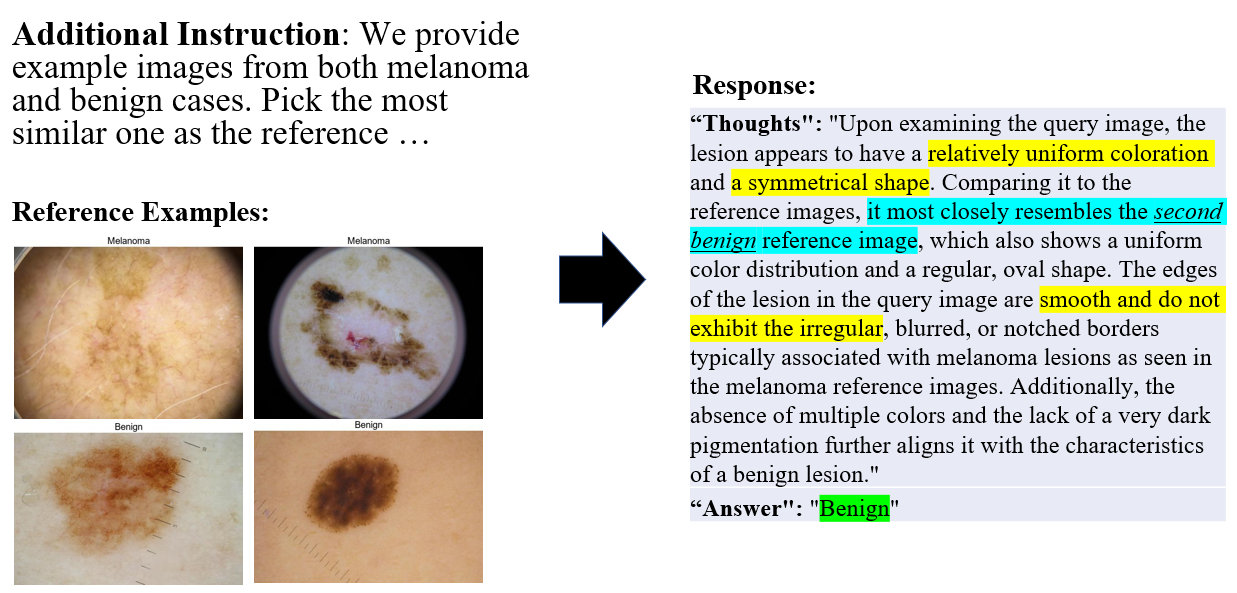 Additional Instruction: We provide
example images from both melanoma
and benign cases. Pick the most
similar one as the reference …
Reference Examples:
Melanoma
Melanoma
Benign
Benign
Response:
“Thoughts": "Upon examining the query image, the
lesion appears to have a relatively uniform coloration
and a symmetrical shape. Comparing it to the
reference images, it most closely resembles the second
benign reference image, which also shows a uniform
color distribution and a regular, oval shape. The edges
of the lesion in the query image are smooth and do not
exhibit the irregular, blurred, or notched borders
typically associated with melanoma lesions as seen in
the melanoma reference images. Additionally, the
absence of multiple colors and the lack of a very dark
pigmentation further aligns it with the characteristics
of a benign lesion."
“Answer": "Benign"